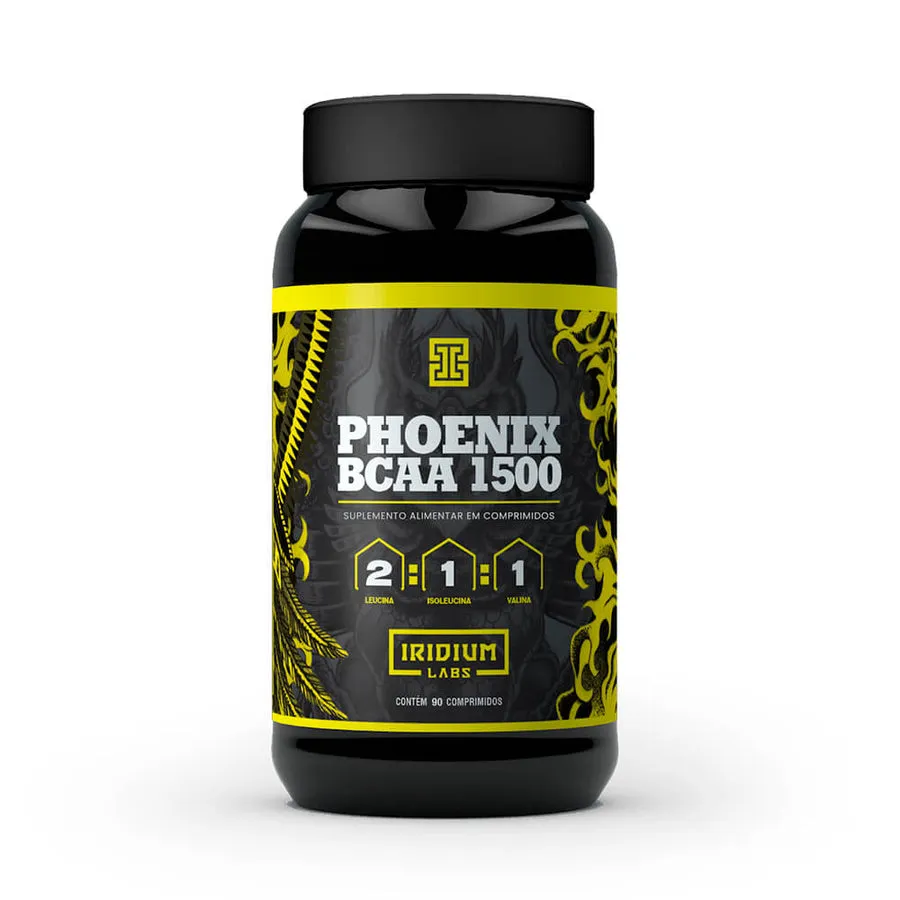 PHOENIX
BCAA 1500
SUPLEMENTO ALIMENTAR EM COMPRIMIDOS
2:1:1
LEUCINA ISOLEUCINA VALINA
IRIDIUM
LABS
CONTÉM 90 COMPRIMIDOS